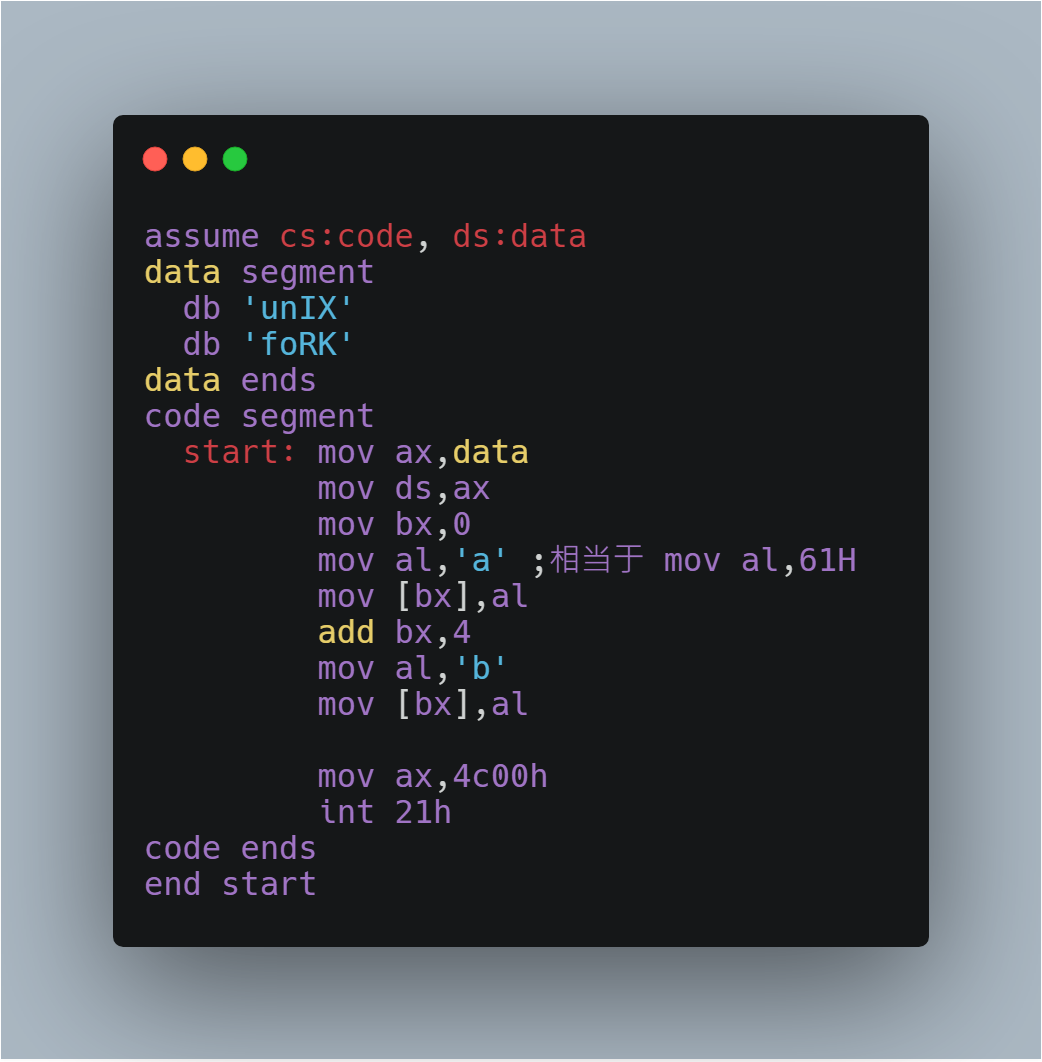 assume cs:code, ds:data
data segment
  db 'unIX'
  db 'foRK'
data ends
code segment
  start: mov ax,data
         mov ds,ax
         mov bx,0
         mov al,'a' ;相当于 mov al,61H
         mov [bx],al
         add bx,4
         mov al,'b'
         mov [bx],al

         mov ax,4c00h
         int 21h
code ends
end start